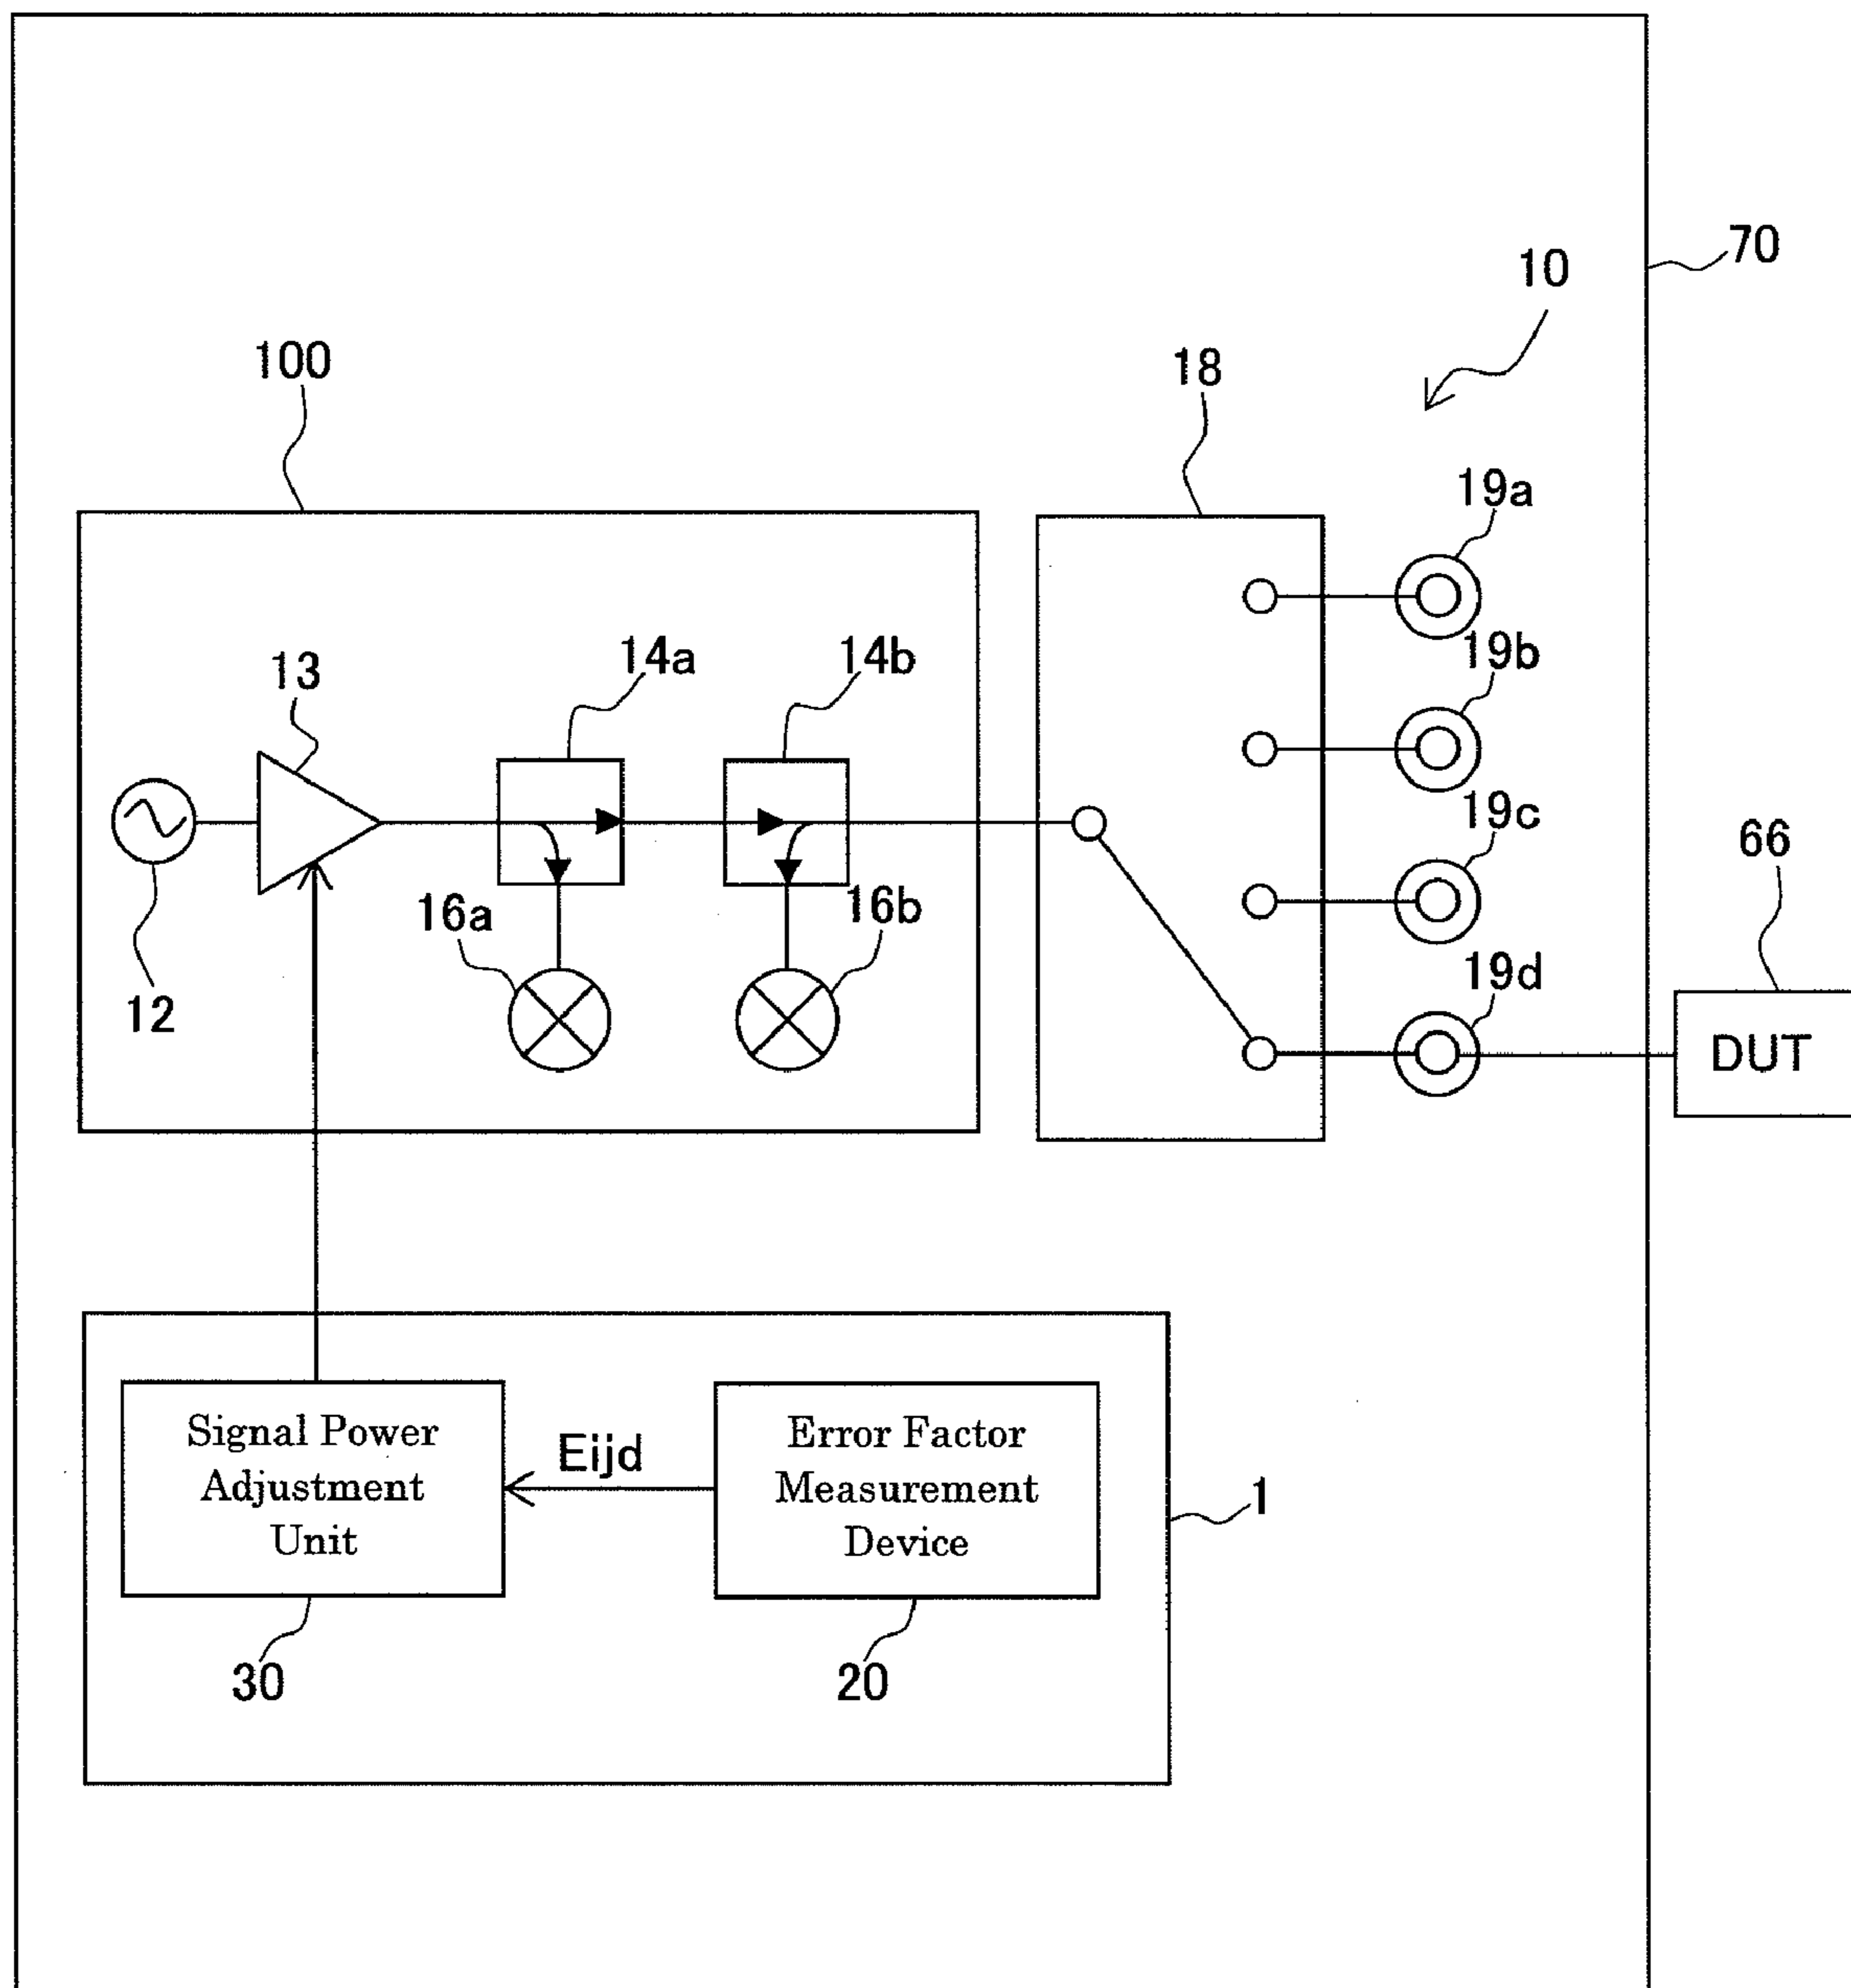 70
10
100
18
19a
14a
14b
19b
13
19c
66
16a
16b
19d
12
DUT
Signal Power
Adjustment
Unit
Eijd
Error Factor
Measurement
Device
1
30
20